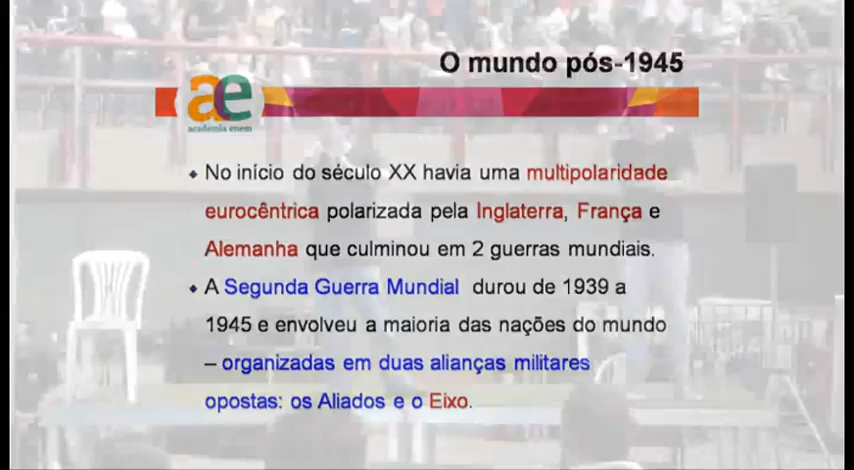 O mundo pós-1945
ae
academia enem
No início do século XX havia uma multipolaridade
eurocêntrica polarizada pela Inglaterra, França e
Alemanha que culminou em 2 guerras mundiais.
A Segunda Guerra Mundial durou de 1939 a
1945 e envolveu a maioria das nações do mundo
– organizadas em duas alianças militares
opostas: os Aliados e o Eixo.